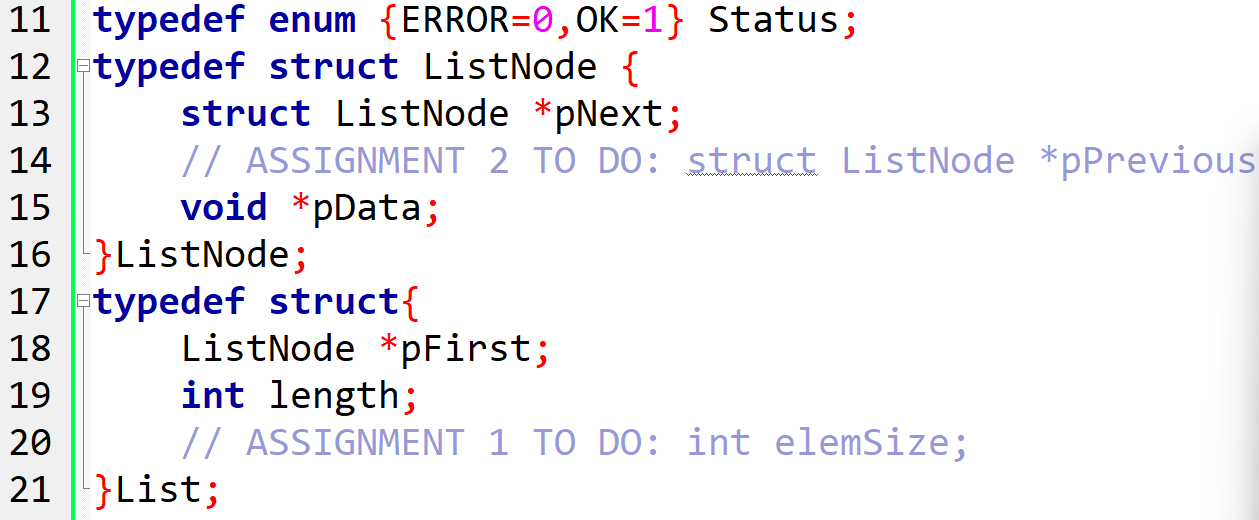 11 typedef enum {ERROR=0,OK=1} Status;
12 typedef struct ListNode {
13 struct ListNode *pNext;
14 // ASSIGNMENT 2 TO DO: struct ListNode *pPrevious
15 void *pData;
16 }ListNode;
17 typedef struct{
18 ListNode *pFirst;
19 int length;
20 // ASSIGNMENT 1 TO DO: int elemSize;
21 }List;